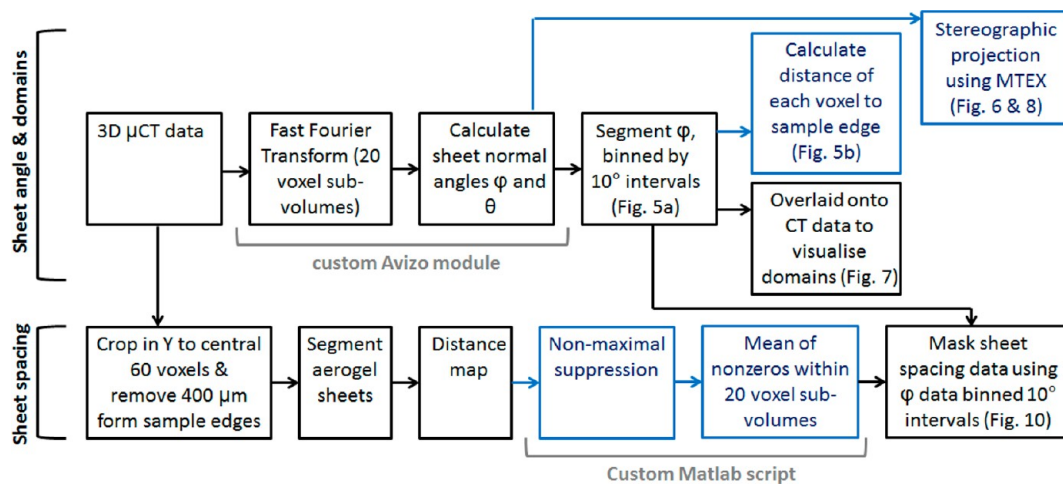 Sheet angle & domains
3D µCT data
Fast Fourier
Transform (20
voxel sub-
volumes)
Calculate
sheet normal
angles φ and
θ
custom Avizo module
Segment φ,
binned by
10° intervals
(Fig. 5a)
Calculate
distance of
each voxel to
sample edge
(Fig. 5b)
Stereographic
projection
using MTEX
(Fig. 6 & 8)
Overlaid onto
CT data to
visualise
domains (Fig. 7)
Sheet spacing
Crop in Y to central
60 voxels &
remove 400 µm
form sample edges
Segment
aerogel
sheets
Distance
map
Non-maximal
suppression
Mean of
nonzeros within
20 voxel sub-
volumes
Custom Matlab script
Mask sheet
spacing data using
φ data binned 10°
intervals (Fig. 10)